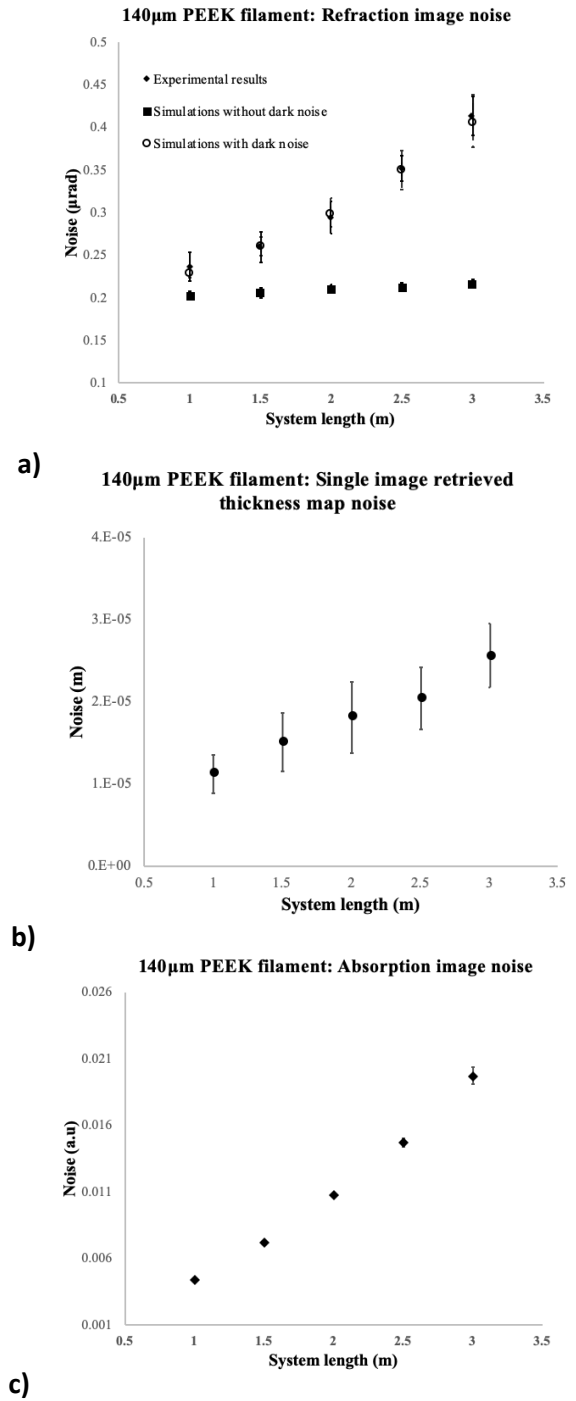 140μm PEEK filament: Refraction image noise
0.5
0.45
0.4
0.35
0.3
0.25
0.2
0.15
0.1
Noise (μrad)
Experimental results
Simulations without dark noise
Simulations with dark noise
0.5 1 1.5 2 2.5 3 3.5
System length (m)
a)
140μm PEEK filament: Single image retrieved
thickness map noise
4.E-05
3.E-05
2.E-05
1.E-05
0.E+00
Noise (m)
0.5 1 1.5 2 2.5 3 3.5
System length (m)
b)
140μm PEEK filament: Absorption image noise
0.026
0.021
0.016
0.011
0.006
0.001
Noise (a.u)
0.5 1 1.5 2 2.5 3 3.5
System length (m)
c)